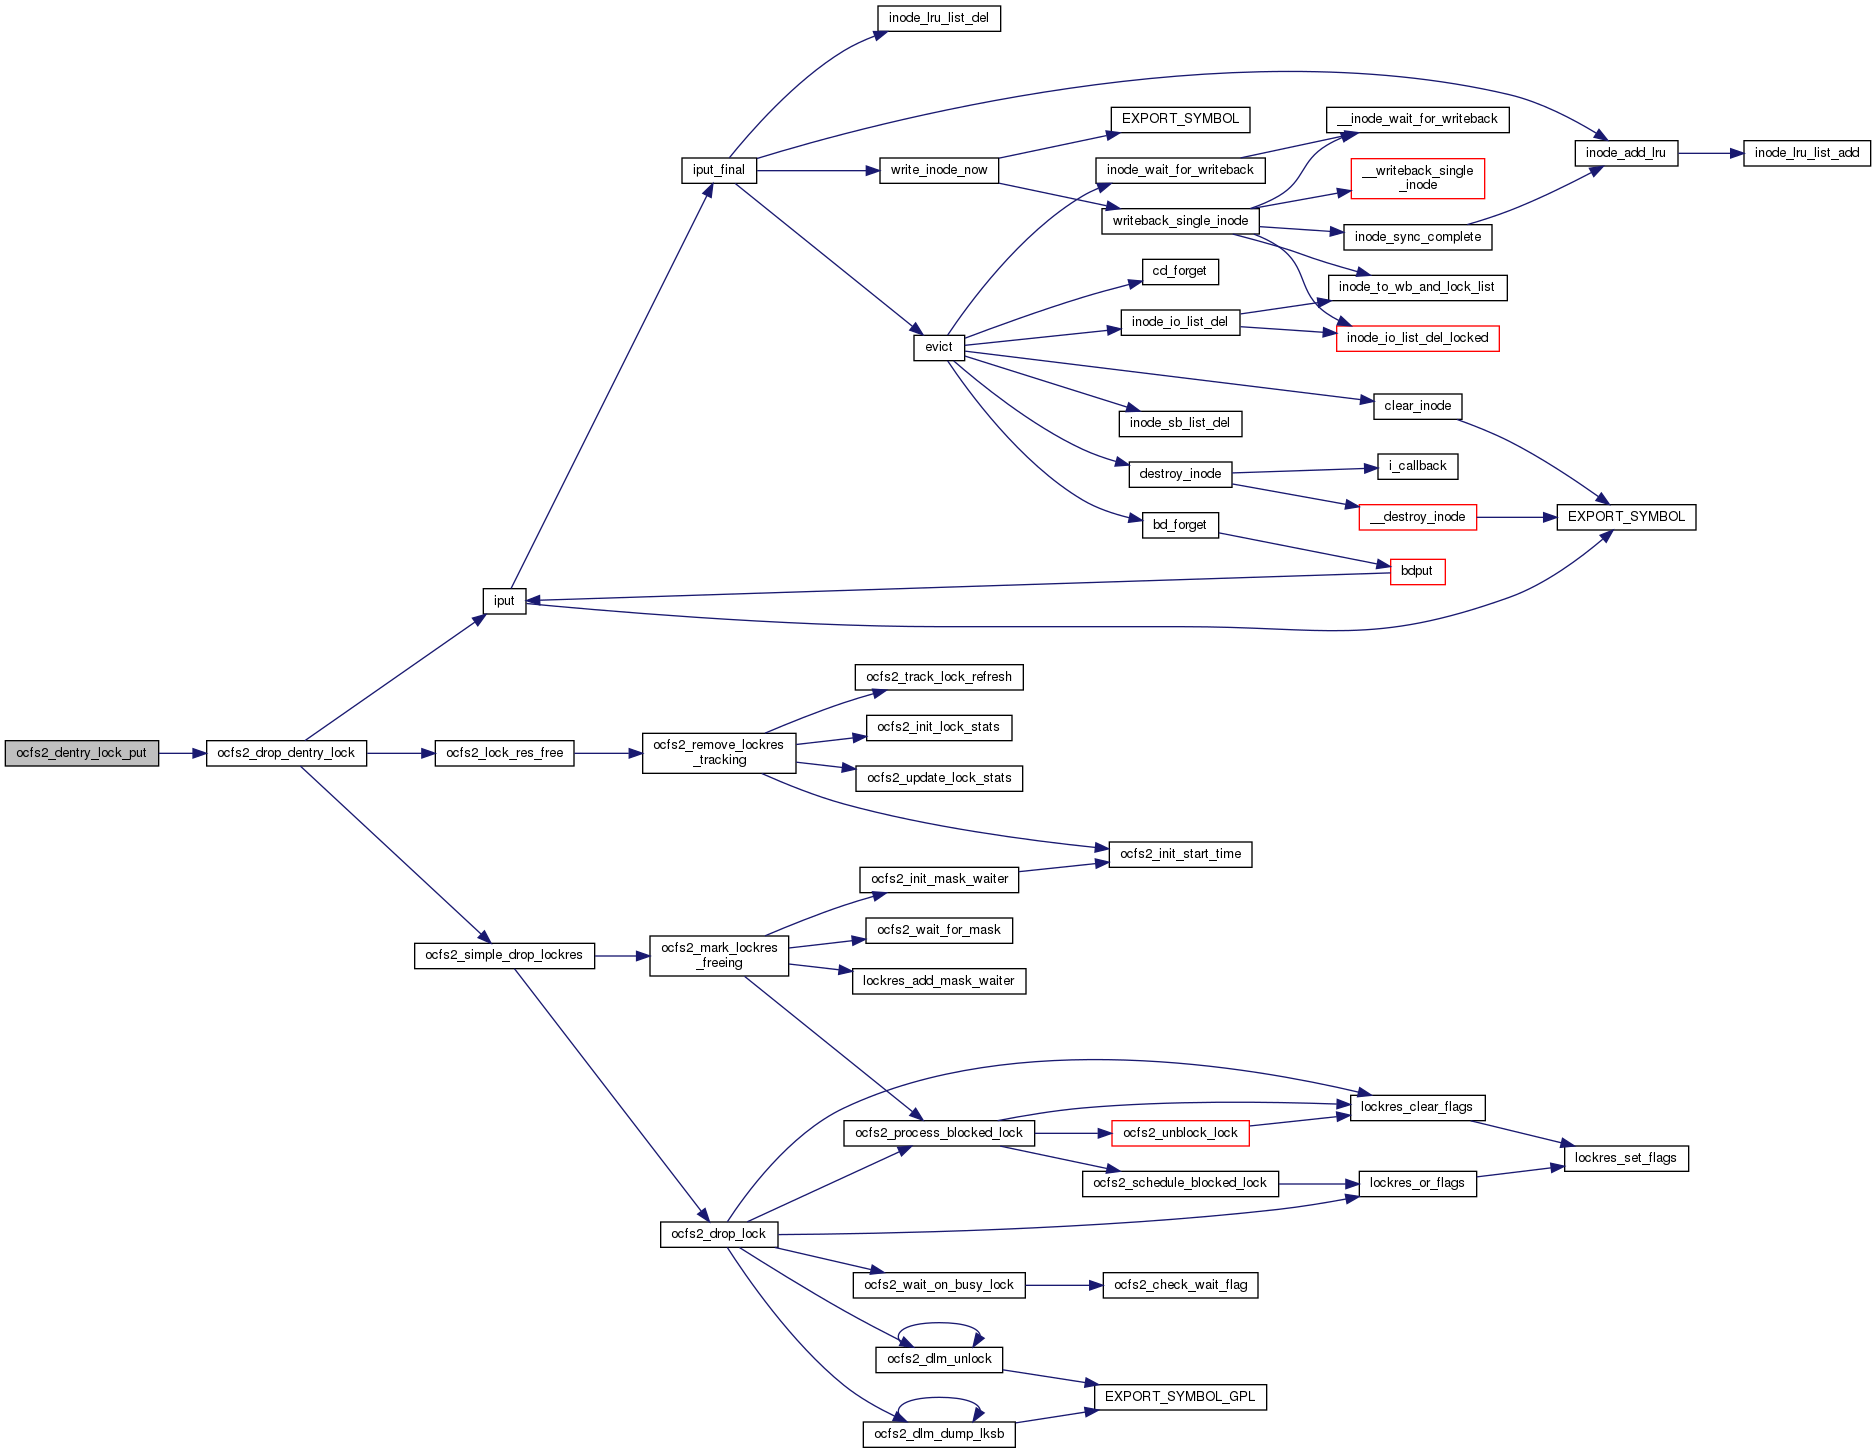 inode_lru_list_del
EXPORT_SYMBOL
__inode_wait_for_writeback
inode_add_lru
inode_lru_list_add
iput_final
write_inode_now
inode_wait_for_writeback
__writeback_single
_inode
writeback_single_inode
inode_sync_complete
cd_forget
inode_to_wb_and_lock_list
inode_io_list_del
inode_io_list_del_locked
evict
clear_inode
inode_sb_list_del
destroy_inode
i_callback
bd_forget
__destroy_inode
EXPORT_SYMBOL
bdput
iput
ocfs2_track_lock_refresh
ocfs2_init_lock_stats
ocfs2_dentry_lock_put
ocfs2_drop_dentry_lock
ocfs2_lock_res_free
ocfs2_remove_lockres
_tracking
ocfs2_update_lock_stats
ocfs2_init_start_time
ocfs2_init_mask_waiter
ocfs2_wait_for_mask
ocfs2_simple_drop_lockres
ocfs2_mark_lockres
_freeing
lockres_add_mask_waiter
lockres_clear_flags
ocfs2_process_blocked_lock
ocfs2_unblock_lock
lockres_set_flags
ocfs2_schedule_blocked_lock
lockres_or_flags
ocfs2_drop_lock
ocfs2_wait_on_busy_lock
ocfs2_check_wait_flag
ocfs2_dlm_unlock
EXPORT_SYMBOL_GPL
ocfs2_dlm_dump_lksb